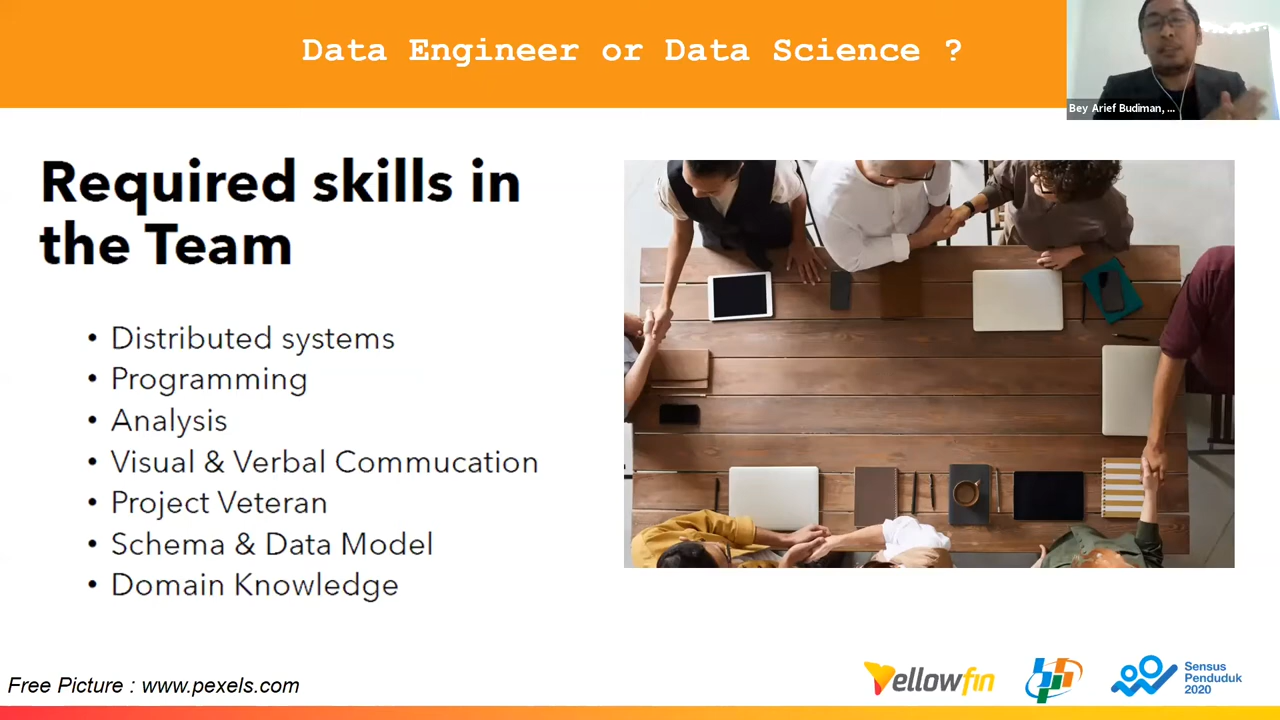 Data Engineer or Data Science ?
Bey Arief Budiman, ...
Required skills in
the Team
• Distributed systems
• Programming
• Analysis
• Visual & Verbal Commucation
• Project Veteran
• Schema & Data Model
• Domain Knowledge
Free Picture : www.pexels.com
Yellowfin
Sensus
Penduduk
2020